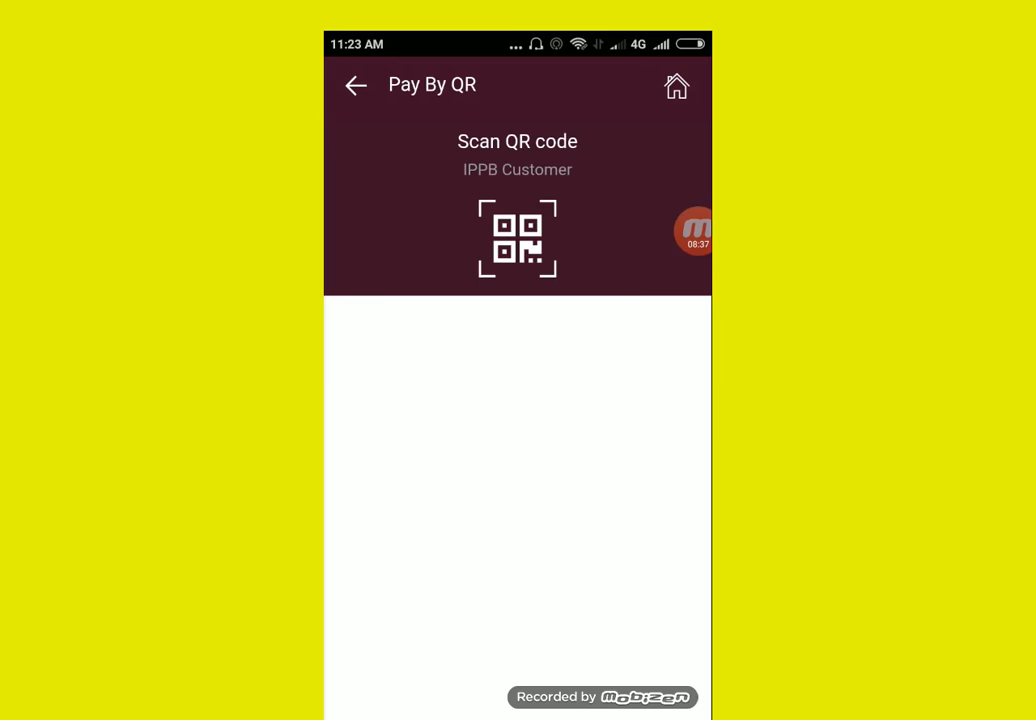 11:23 AM
4G
Pay By QR
Scan QR code
IPPB Customer
08:37
Recorded by mobizen